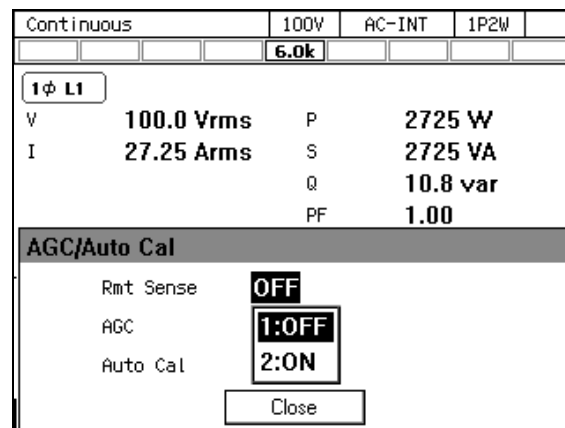 Continuous 100V AC-INT 1P2W
6.0k
1ϕ L1
V 100.0 Vrms P 2725 W
I 27.25 Arms S 2725 VA
Q 10.8 var
PF 1.00
AGC/Auto Cal
Rmt Sense OFF
AGC 1:OFF
Auto Cal 2:ON
Close